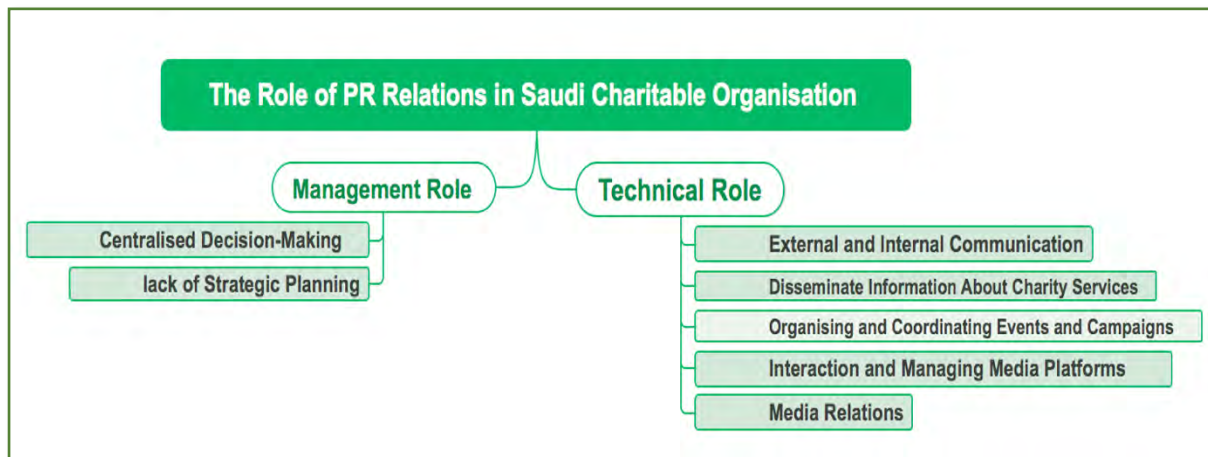 The Role of PR Relations in Saudi Charitable Organisation
Management Role
Centralised Decision-Making
lack of Strategic Planning
Technical Role
External and Internal Communication
Disseminate Information About Charity Services
Organising and Coordinating Events and Campaigns
Interaction and Managing Media Platforms
Media Relations